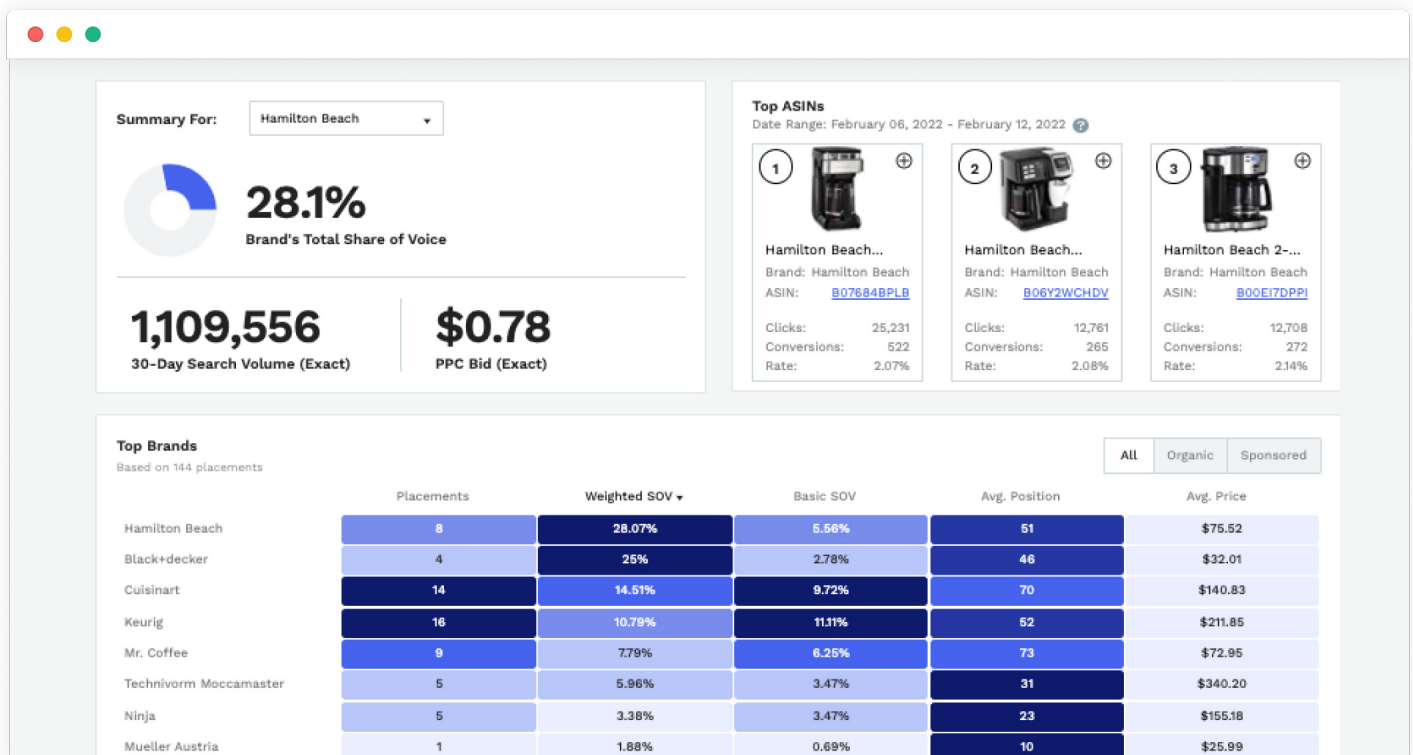 Summary For: Hamilton Beach
28.1%
Brand's Total Share of Voice
1,109,556
30-Day Search Volume (Exact)
$0.78
PPC Bid (Exact)
Top ASINs
Date Range: February 06, 2022 - February 12, 2022 ?
1
Hamilton Beach...
Brand: Hamilton Beach
ASIN: B07684BPLB
Clicks: 25,231
Conversions: 522
Rate: 2.07%
2
Hamilton Beach...
Brand: Hamilton Beach
ASIN: B06Y2WCHDV
Clicks: 12,761
Conversions: 265
Rate: 2.08%
3
Hamilton Beach 2-...
Brand: Hamilton Beach
ASIN: B00EI7DPPI
Clicks: 12,708
Conversions: 272
Rate: 2.14%
Top Brands
Based on 144 placements
All Organic Sponsored
Placements Weighted SOV Basic SOV Avg. Position Avg. Price
Hamilton Beach 8 28.07% 5.56% 51 $75.52
Black+decker 4 25% 2.78% 46 $32.01
Cuisinart 14 14.51% 9.72% 70 $140.83
Keurig 16 10.79% 11.11% 52 $211.85
Mr. Coffee 9 7.79% 6.25% 73 $72.95
Technivorm Moccamaster 5 5.96% 3.47% 31 $340.20
Ninja 5 3.38% 3.47% 23 $155.18
Mueller Austria 1 1.88% 0.69% 10 $25.99